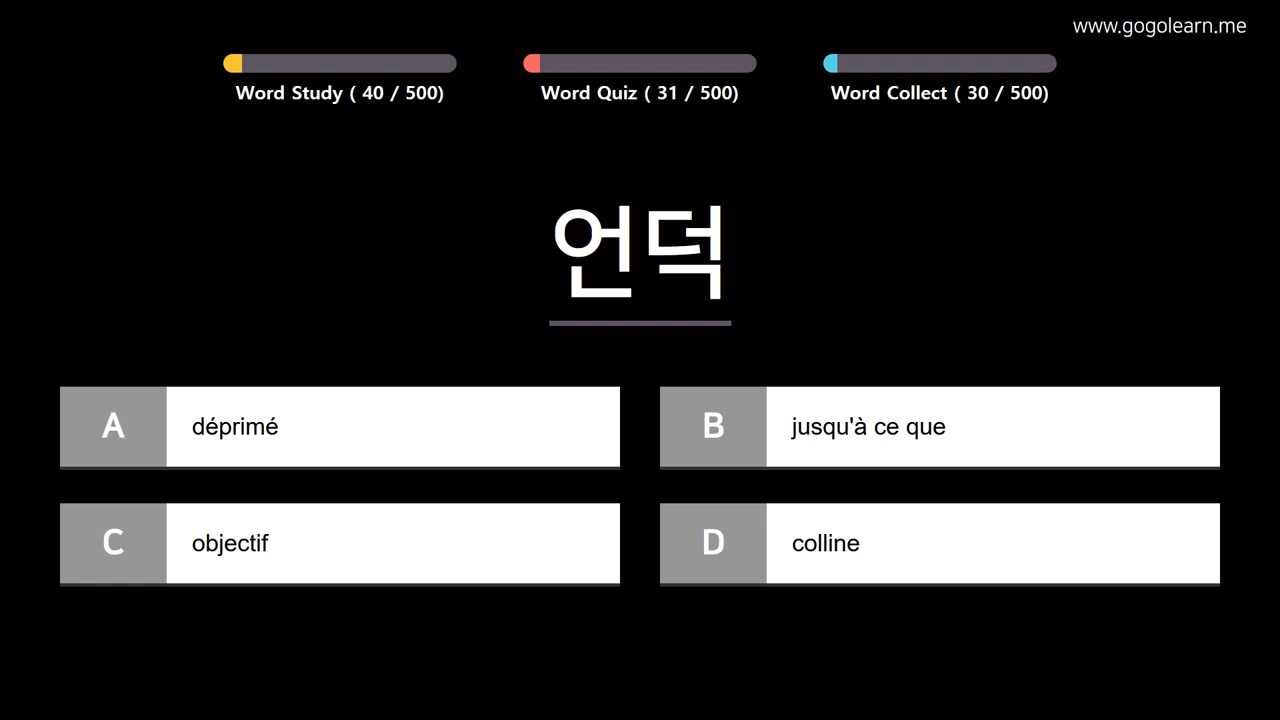 www.gogolearn.me
Word Study ( 40 / 500)
Word Quiz ( 31 / 500)
Word Collect ( 30 / 500)
언덕
A déprimé
B jusqu'à ce que
C objectif
D colline